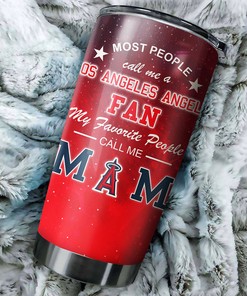 MOST PEOPLE
call me a
OS ANGELES ANGEL
FAN
My Favorite People
CALL ME
MAM